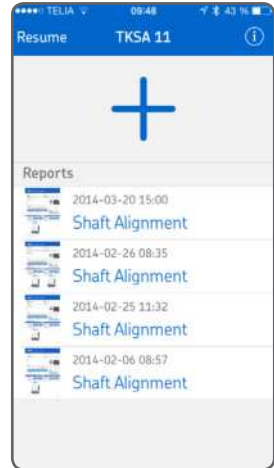 TELIA 09:48 43 %
Resume TKSA 11
Reports
2014-03-20 15:00
Shaft Alignment
2014-02-26 08:35
Shaft Alignment
2014-02-25 11:32
Shaft Alignment
2014-02-06 08:57
Shaft Alignment